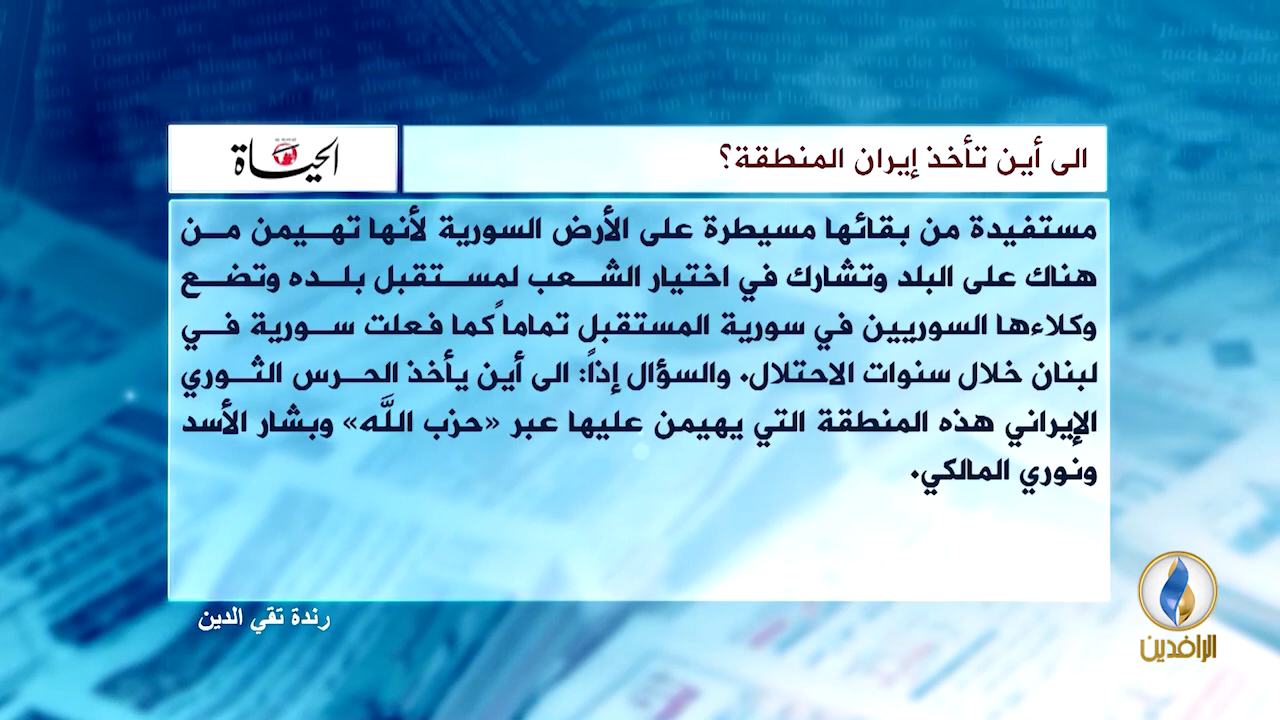 الحياة
الى أين تأخذ إيران المنطقة؟
مستفيدة من بقائها مسيطرة على الأرض السورية لأنها تهيمن من
هناك على البلد وتشارك في اختيار الشعب لمستقبل بلده وتضع
وكلاءها السوريين في سورية المستقبل تماماً كما فعلت سورية في
لبنان خلال سنوات الاحتلال. والسؤال إذاً: الى أين يأخذ الحرس الثوري
الإيراني هذه المنطقة التي يهيمن عليها عبر «حزب اللَّه» وبشار الأسد
ونوري المالكي.
رندة تقي الدين
الرافدين